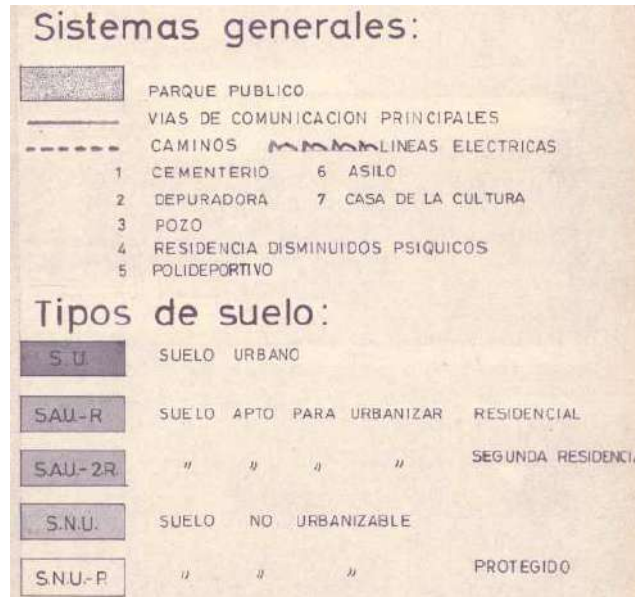 Sistemas generales:
PARQUE PUBLICO
VIAS DE COMUNICACION PRINCIPALES
CAMINOS LINEAS ELECTRICAS
1 CEMENTERIO 6 ASILO
2 DEPURADORA 7 CASA DE LA CULTURA
3 POZO
4 RESIDENCIA DISMINUIDOS PSIQUICOS
5 POLIDEPORTIVO
Tipos de suelo:
S.U. SUELO URBANO
S.A.U.-R SUELO APTO PARA URBANIZAR RESIDENCIAL
S.A.U.-2R. " " " " SEGUNDA RESIDENCIA
S.N.U. SUELO NO URBANIZABLE
S.N.U.-P. " " " PROTEGIDO